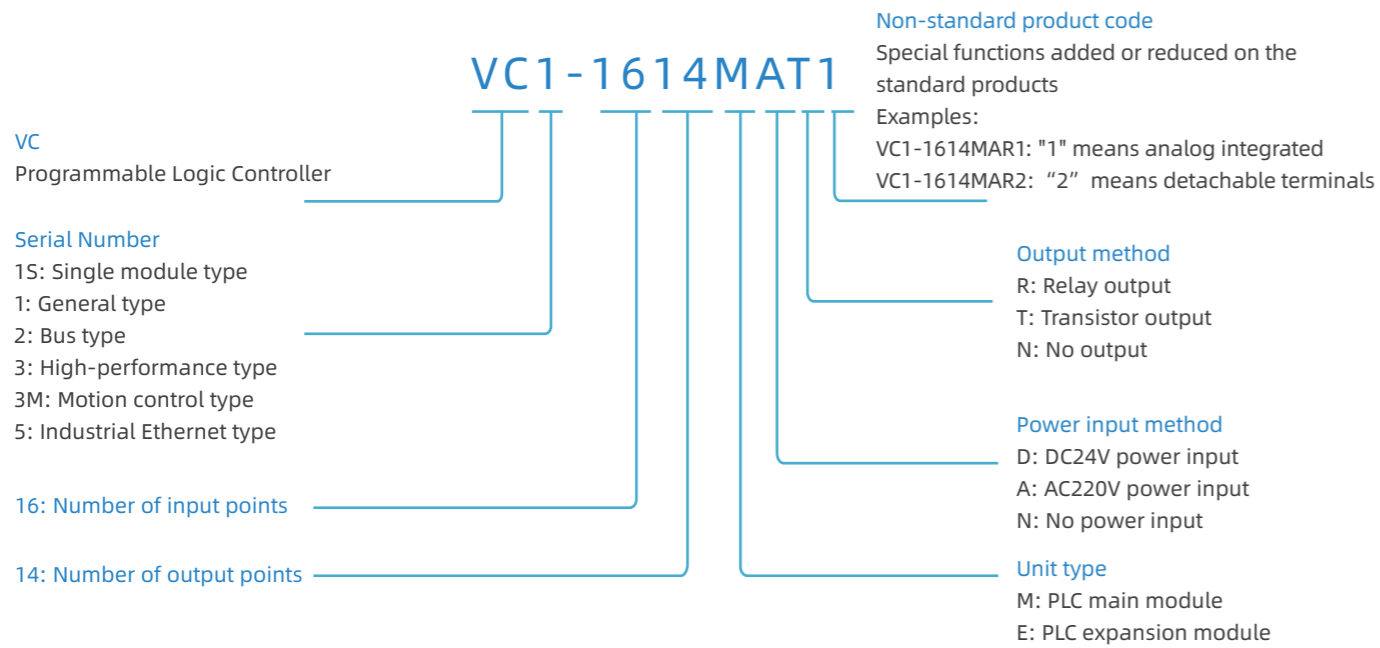 VC1-1614MAT1
VC
Programmable Logic Controller
Serial Number
1S: Single module type
1: General type
2: Bus type
3: High-performance type
3M: Motion control type
5: Industrial Ethernet type
16: Number of input points
14: Number of output points
Non-standard product code
Special functions added or reduced on the
standard products
Examples:
VC1-1614MAR1: "1" means analog integrated
VC1-1614MAR2: “2” means detachable terminals
Output method
R: Relay output
T: Transistor output
N: No output
Power input method
D: DC24V power input
A: AC220V power input
N: No power input
Unit type
M: PLC main module
E: PLC expansion module